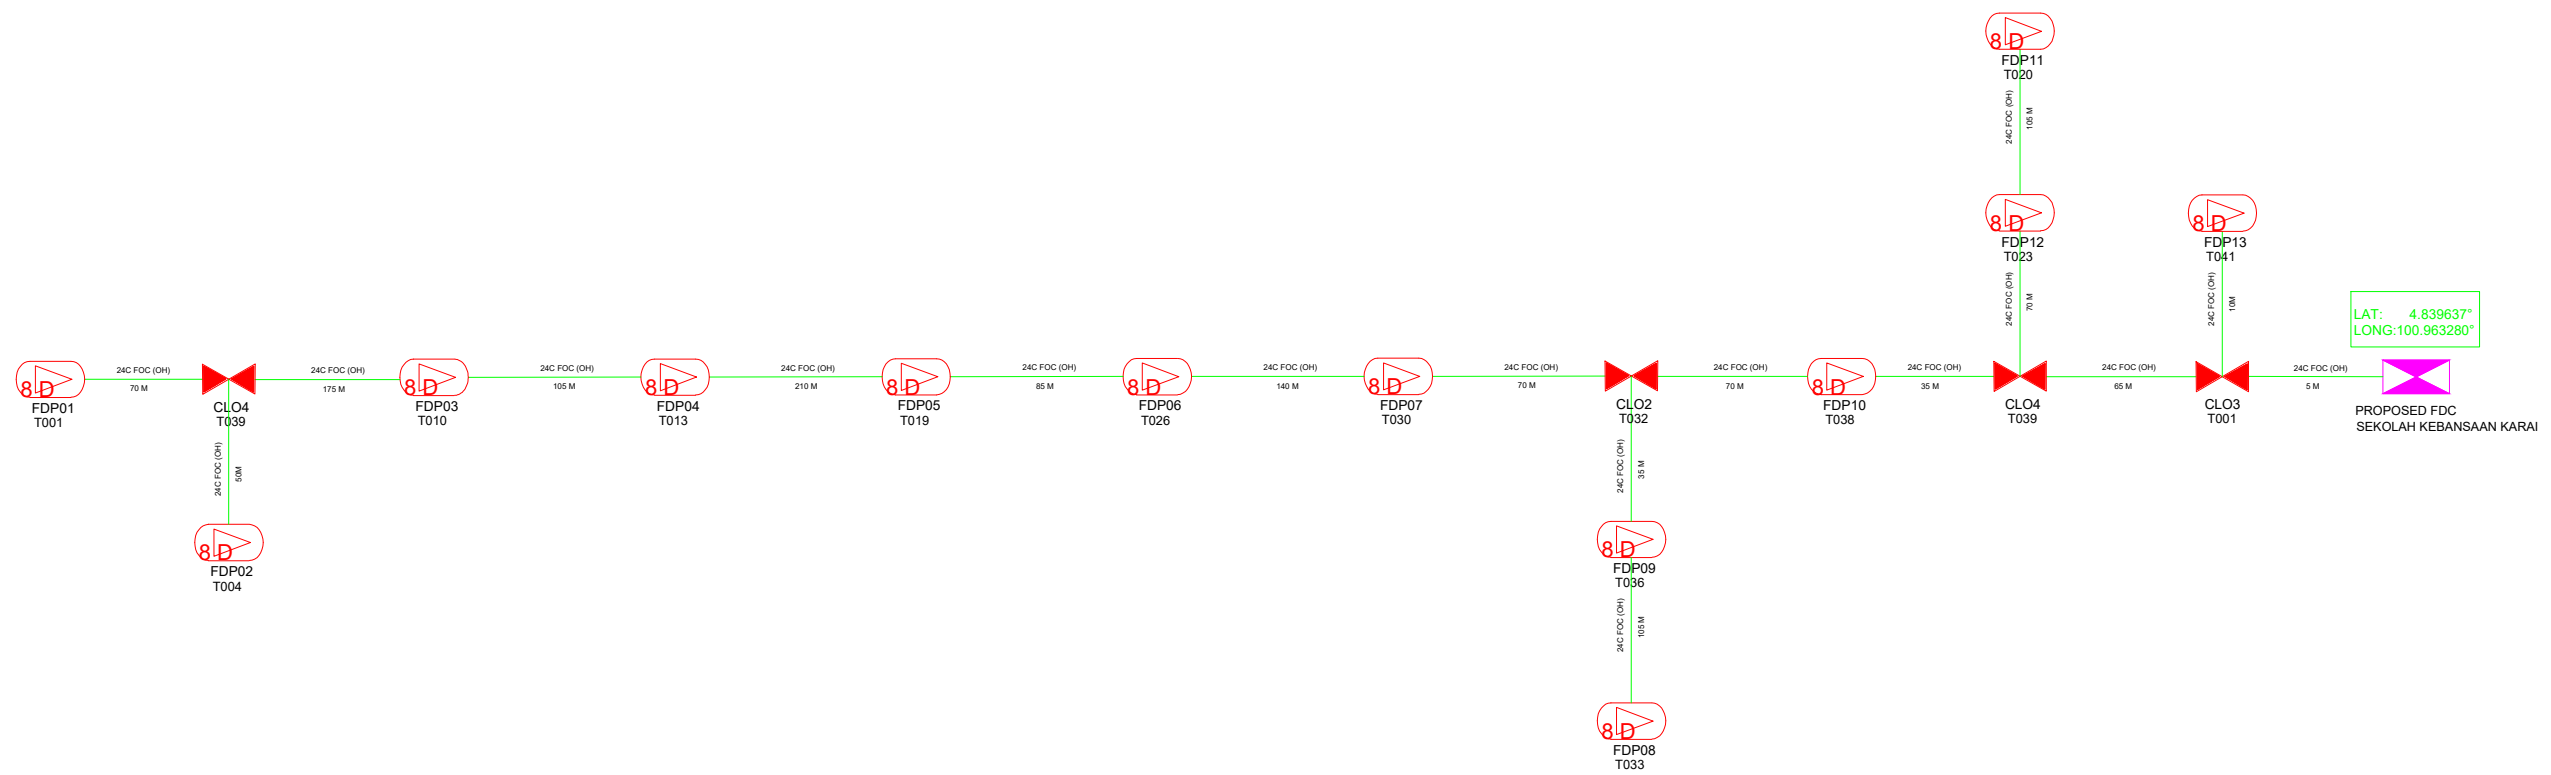 8 D
FDP11
T020
24C FOC (OH)
105 M
8 D
FDP12
T023
24C FOC (OH)
70 M
8 D
FDP13
T041
24C FOC (OH)
10M
LAT: 4.839637°
LONG:100.963280°
8 D
FDP01
T001
24C FOC (OH)
70 M
CLO4
T039
24C FOC (OH)
175 M
8 D
FDP03
T010
24C FOC (OH)
105 M
8 D
FDP04
T013
24C FOC (OH)
210 M
8 D
FDP05
T019
24C FOC (OH)
85 M
8 D
FDP06
T026
24C FOC (OH)
140 M
8 D
FDP07
T030
24C FOC (OH)
70 M
CLO2
T032
24C FOC (OH)
70 M
8 D
FDP10
T038
24C FOC (OH)
35 M
CLO4
T039
24C FOC (OH)
65 M
CLO3
T001
24C FOC (OH)
5 M
PROPOSED FDC
SEKOLAH KEBANSAAN KARAI
24C FOC (OH)
50M
8 D
FDP02
T004
24C FOC (OH)
35 M
8 D
FDP09
T036
24C FOC (OH)
105 M
8 D
FDP08
T033